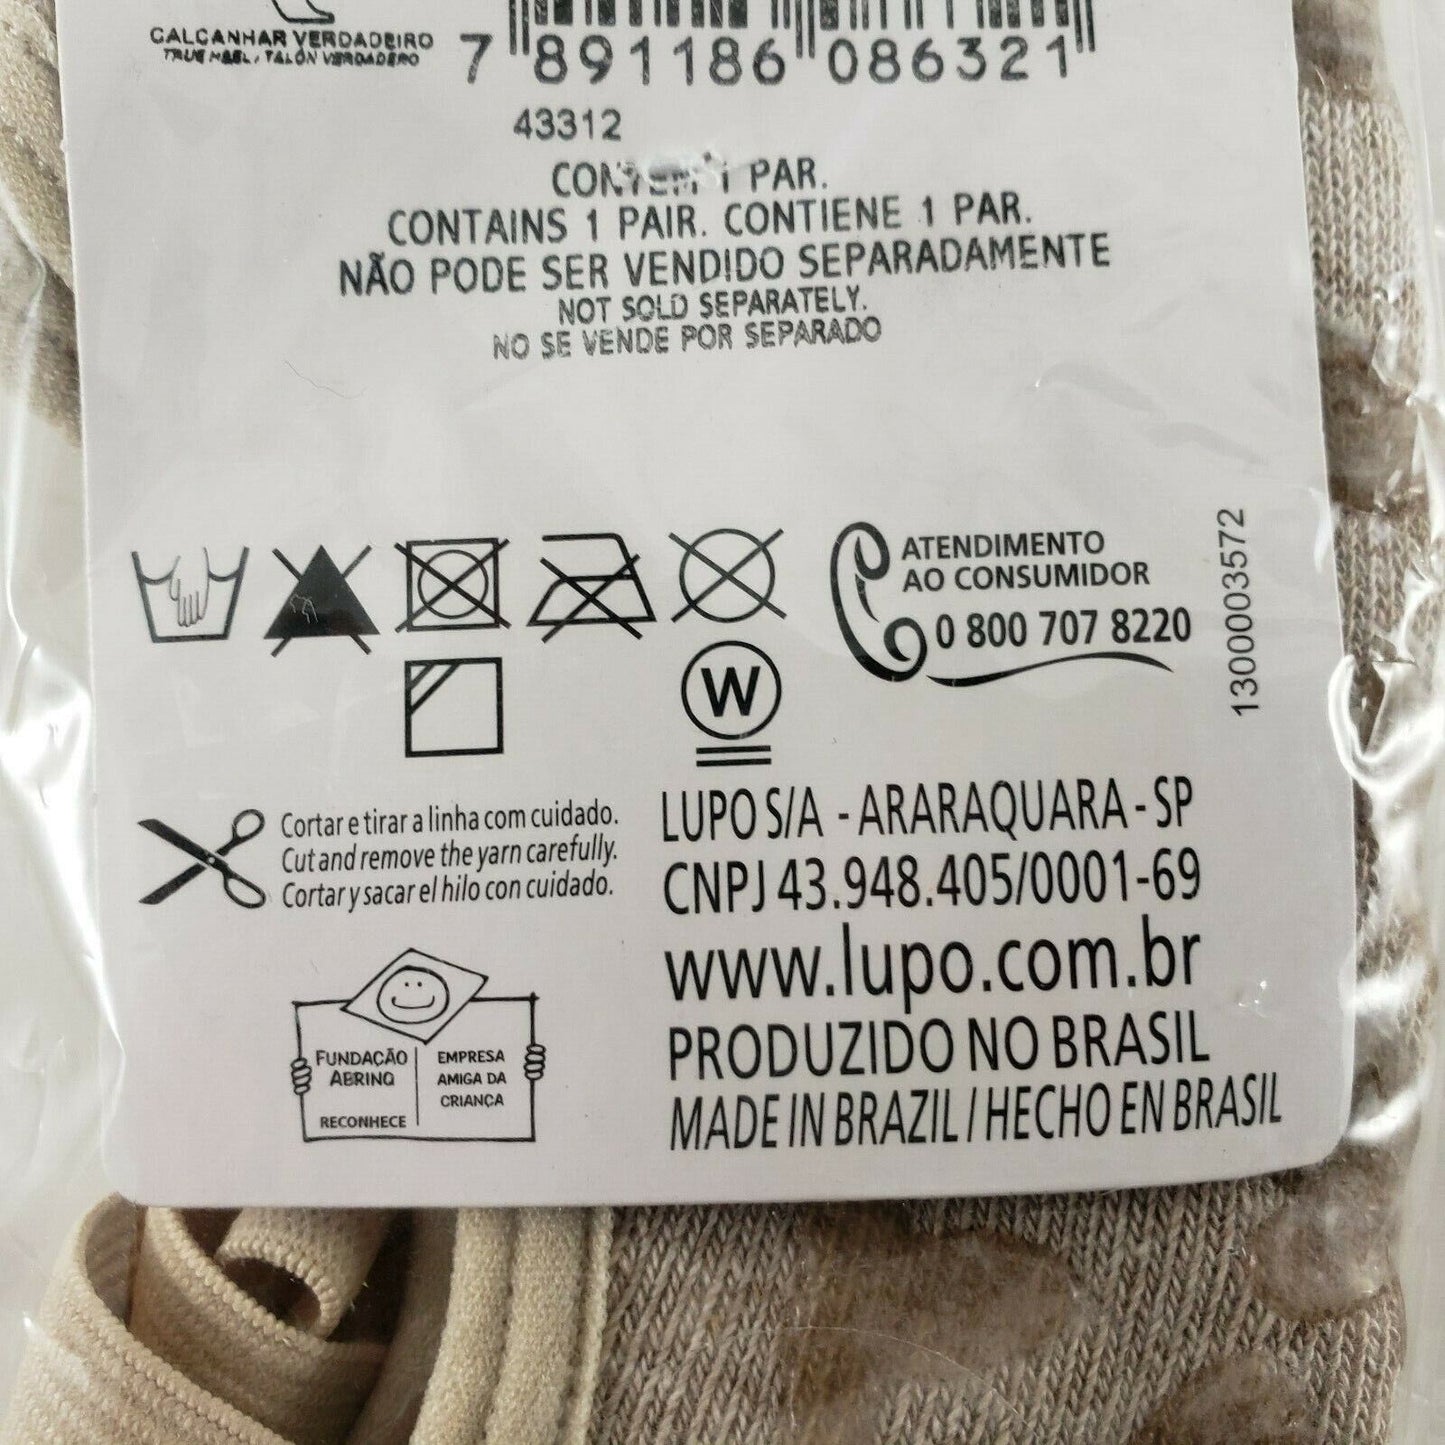 CALCANHAR VERDADEIRO
TRUE HEEL / TALÓN VERDADERO
7 891186 086321
43312
CONTEM 1 PAR.
CONTAINS 1 PAIR. CONTIENE 1 PAR.
NÃO PODE SER VENDIDO SEPARADAMENTE
NOT SOLD SEPARATELY.
NO SE VENDE POR SEPARADO
ATENDIMENTO
AO CONSUMIDOR
0 800 707 8220
1300003572
W
Cortar e tirar a linha com cuidado.
Cut and remove the yarn carefully.
Cortar y sacar el hilo con cuidado.
LUPO S/A - ARARAQUARA - SP
CNPJ 43.948.405/0001-69
www.lupo.com.br
PRODUZIDO NO BRASIL
MADE IN BRAZIL / HECHO EN BRASIL
FUNDAÇÃO
ABRINQ
RECONHECE
EMPRESA
AMIGA DA
CRIANÇA